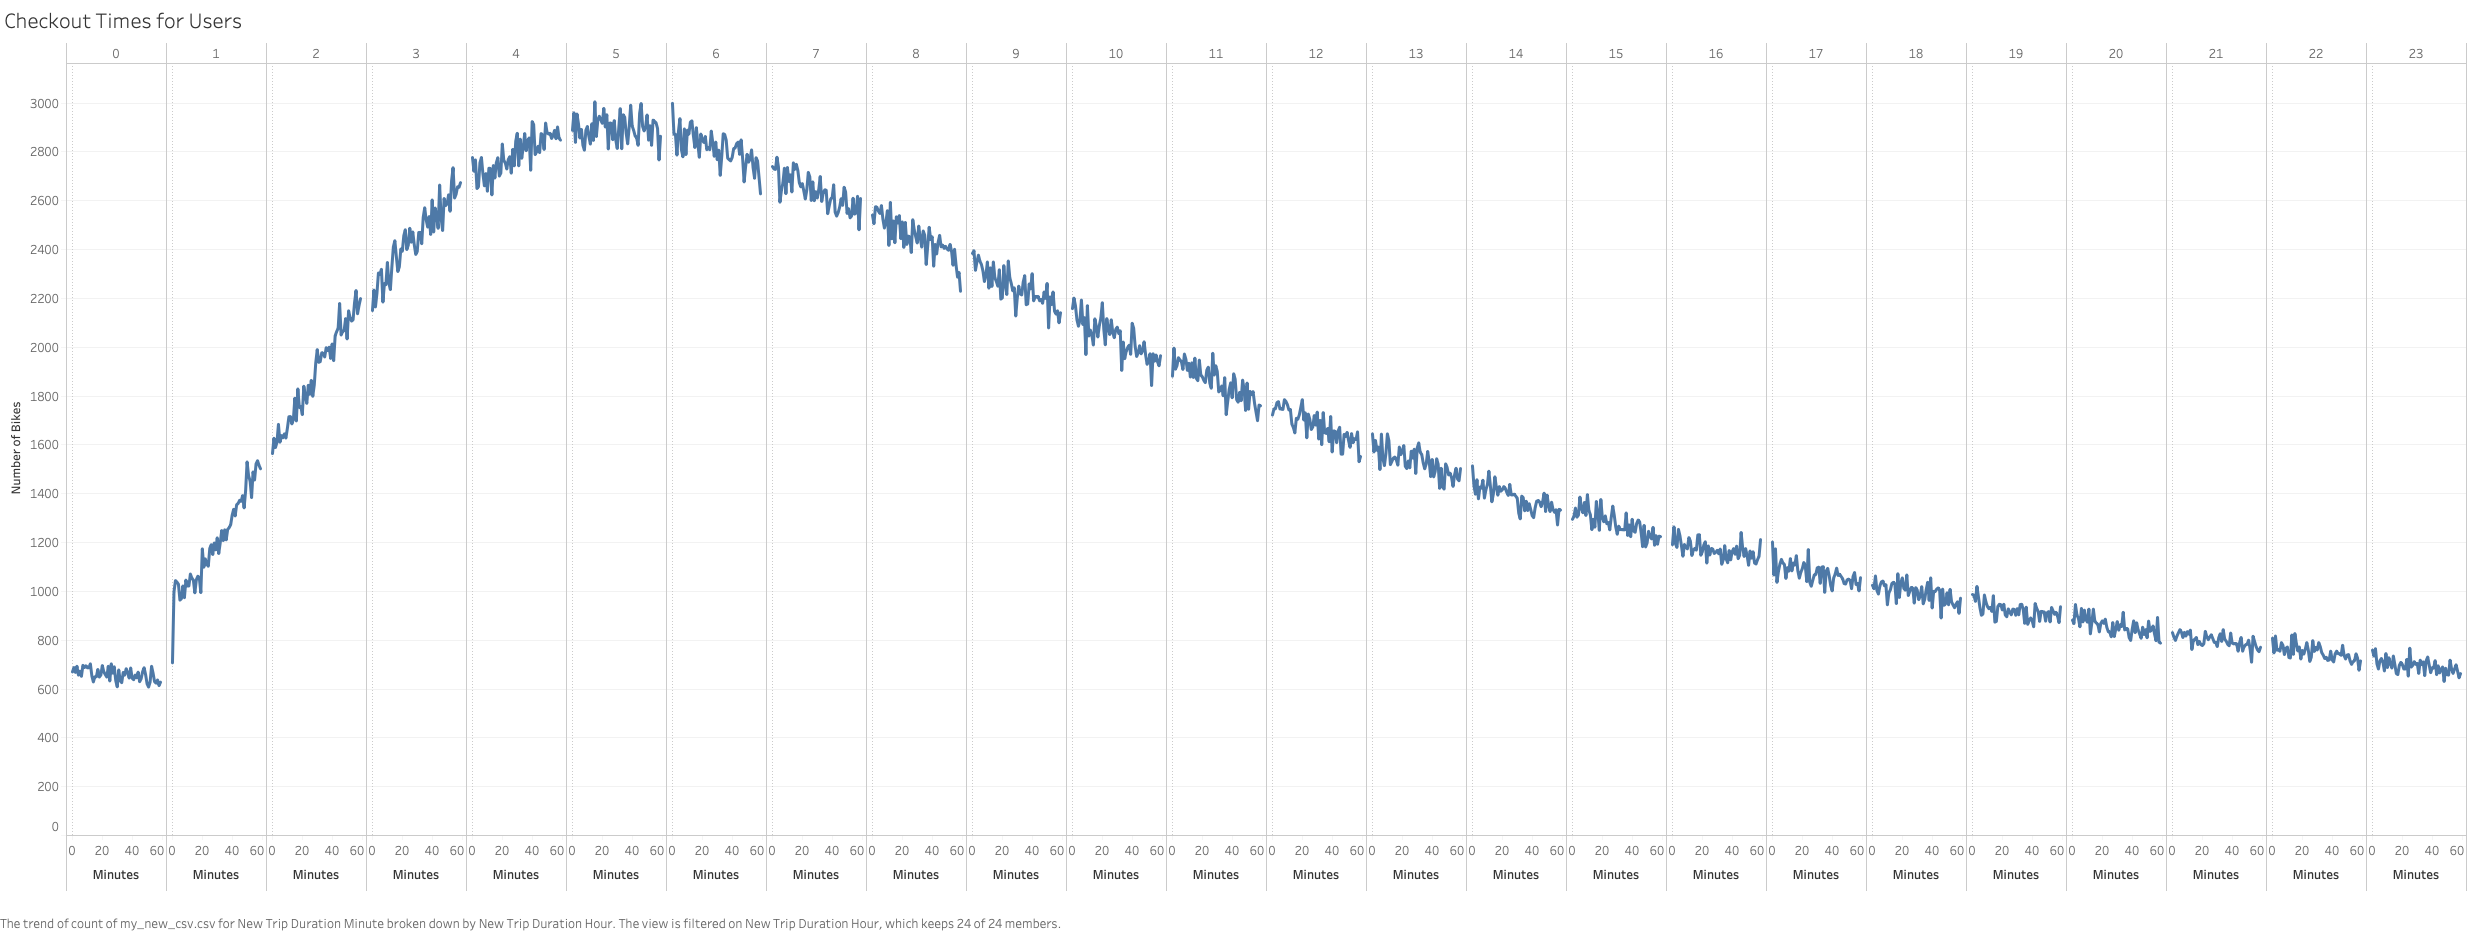 Checkout Times for Users
0 1 2 3 4 5 6 7 8 9 10 11 12 13 14 15 16 17 18 19 20 21 22 23
3000
2800
2600
2400
2200
2000
1800
1600
1400
1200
1000
800
600
400
200
0
Number of Bikes
0 20 40 60 0 20 40 60 0 20 40 60 0 20 40 60 0 20 40 60 0 20 40 60 0 20 40 60 0 20 40 60 0 20 40 60 0 20 40 60 0 20 40 60 0 20 40 60 0 20 40 60 0 20 40 60 0 20 40 60 0 20 40 60 0 20 40 60 0 20 40 60 0 20 40 60 0 20 40 60 0 20 40 60 0 20 40 60 0 20 40 60 0 20 40 60
Minutes Minutes Minutes Minutes Minutes Minutes Minutes Minutes Minutes Minutes Minutes Minutes Minutes Minutes Minutes Minutes Minutes Minutes Minutes Minutes Minutes Minutes Minutes Minutes
The trend of count of my_new_csv.csv for New Trip Duration Minute broken down by New Trip Duration Hour. The view is filtered on New Trip Duration Hour, which keeps 24 of 24 members.